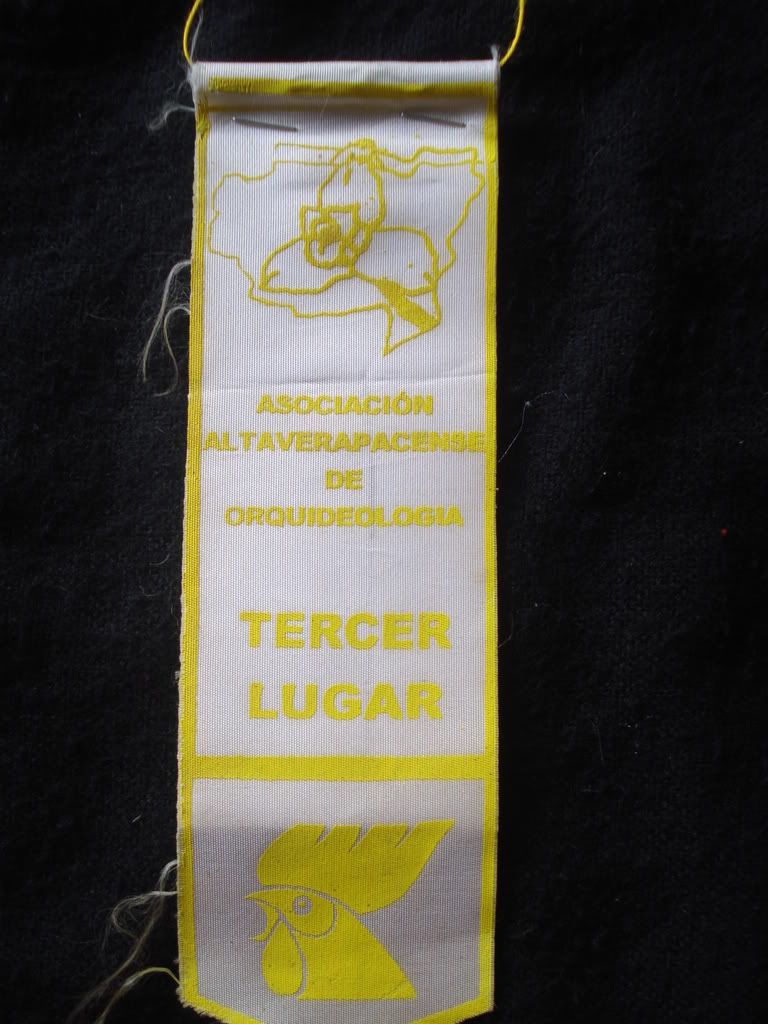 ASOCIACIÓN
ALTAVERAPACENSE
DE
ORQUIDEOLOGIA
TERCER
LUGAR